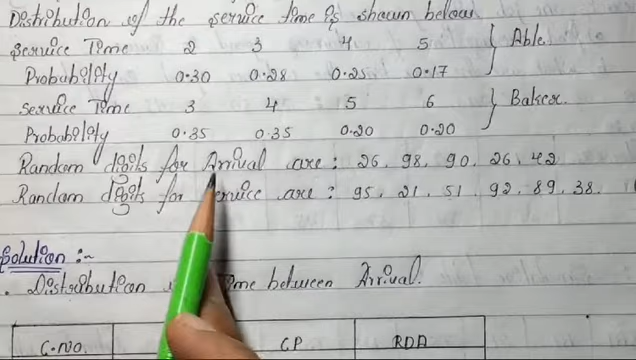 Distribution of the service time is shown below
Service Time 2 3 4 5 } Able.
Probability 0.30 0.28 0.25 0.17
Service Time 3 4 5 6 } Baker.
Probability 0.35 0.35 0.20 0.20
Random digits for Arrival are : 26, 98, 90, 26, 42
Random digits for service are : 95, 21, 51, 92, 89, 38.
Solution :-
Distribution Time between Arrival.
C.No. CP RDA